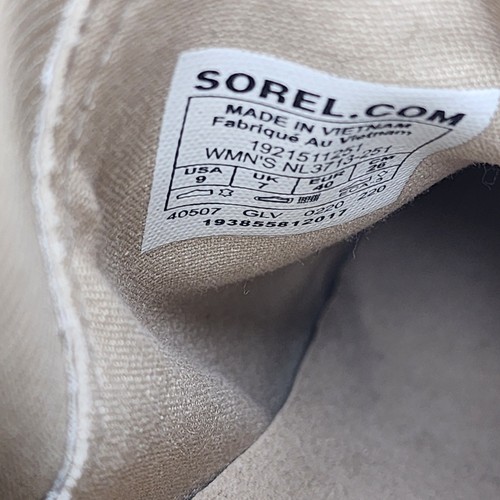 SOREL.COM
MADE IN VIETNAM
Fabriqué Au Vietnam
1921511251
WMN'S NL3713-251
USA UK EUR CM
9 7 40 26
40507 GLV 0220 220
193855812017